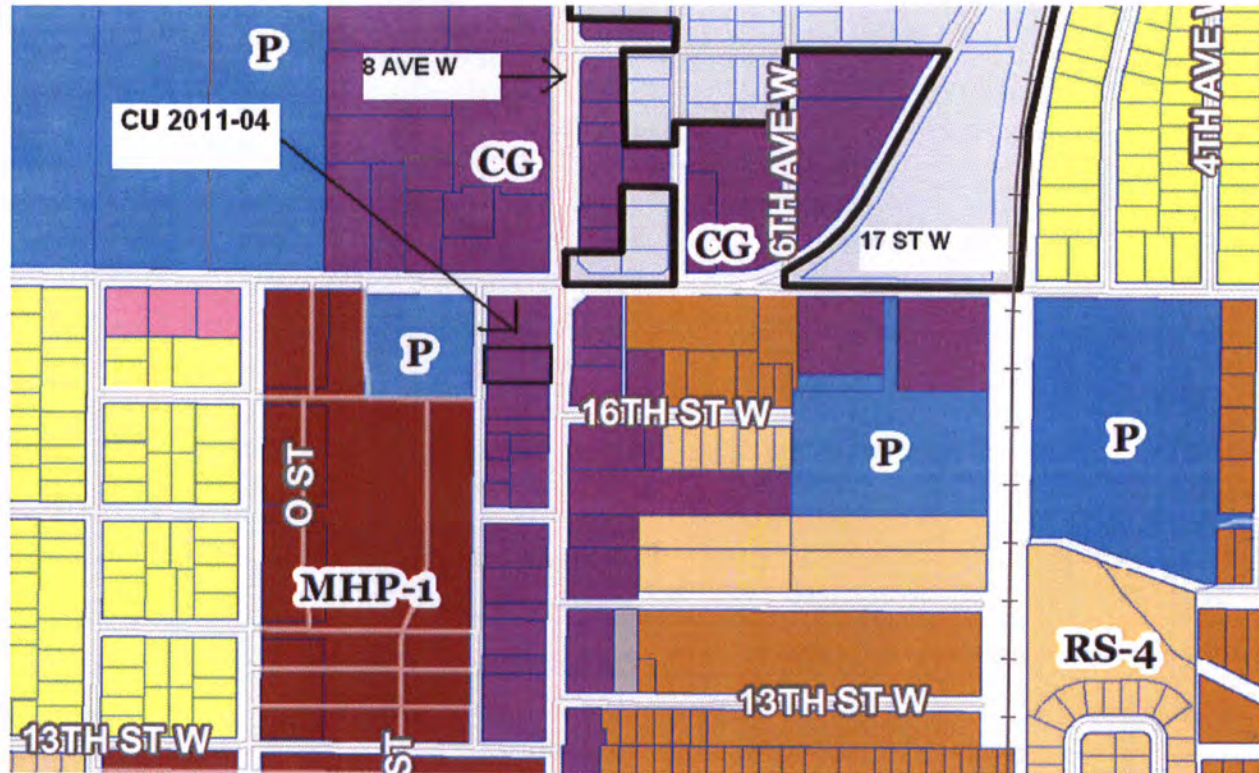 P
8 AVE W
4TH AVE W
CU 2011-04
CG
6TH AVE W
CG
17 ST W
P
16TH ST W
O ST
P
P
MHP-1
RS-4
13TH ST W
13TH ST W
ST